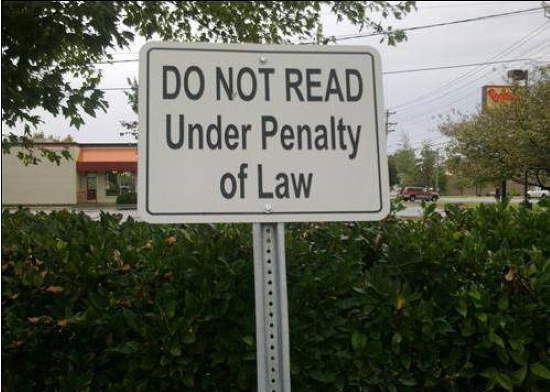 DO NOT READ
Under Penalty
of Law